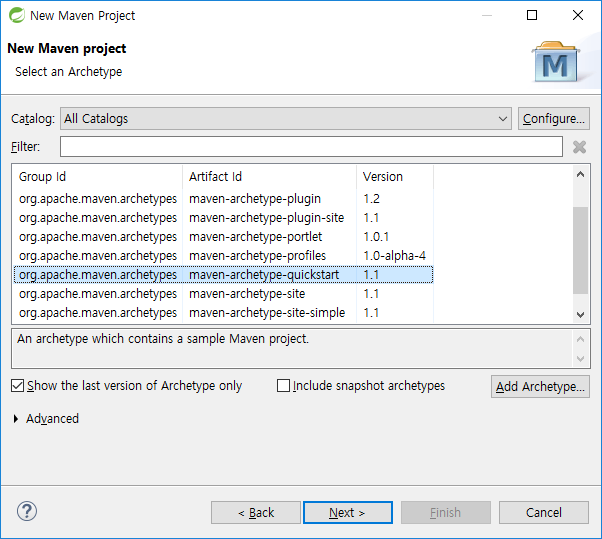 New Maven Project
New Maven project
Select an Archetype
M
Catalog: All Catalogs Configure...
Filter:
Group Id Artifact Id Version
org.apache.maven.archetypes maven-archetype-plugin 1.2
org.apache.maven.archetypes maven-archetype-plugin-site 1.1
org.apache.maven.archetypes maven-archetype-portlet 1.0.1
org.apache.maven.archetypes maven-archetype-profiles 1.0-alpha-4
org.apache.maven.archetypes maven-archetype-quickstart 1.1
org.apache.maven.archetypes maven-archetype-site 1.1
org.apache.maven.archetypes maven-archetype-site-simple 1.1
An archetype which contains a sample Maven project.
Show the last version of Archetype only Include snapshot archetypes Add Archetype...
Advanced
? < Back Next > Finish Cancel